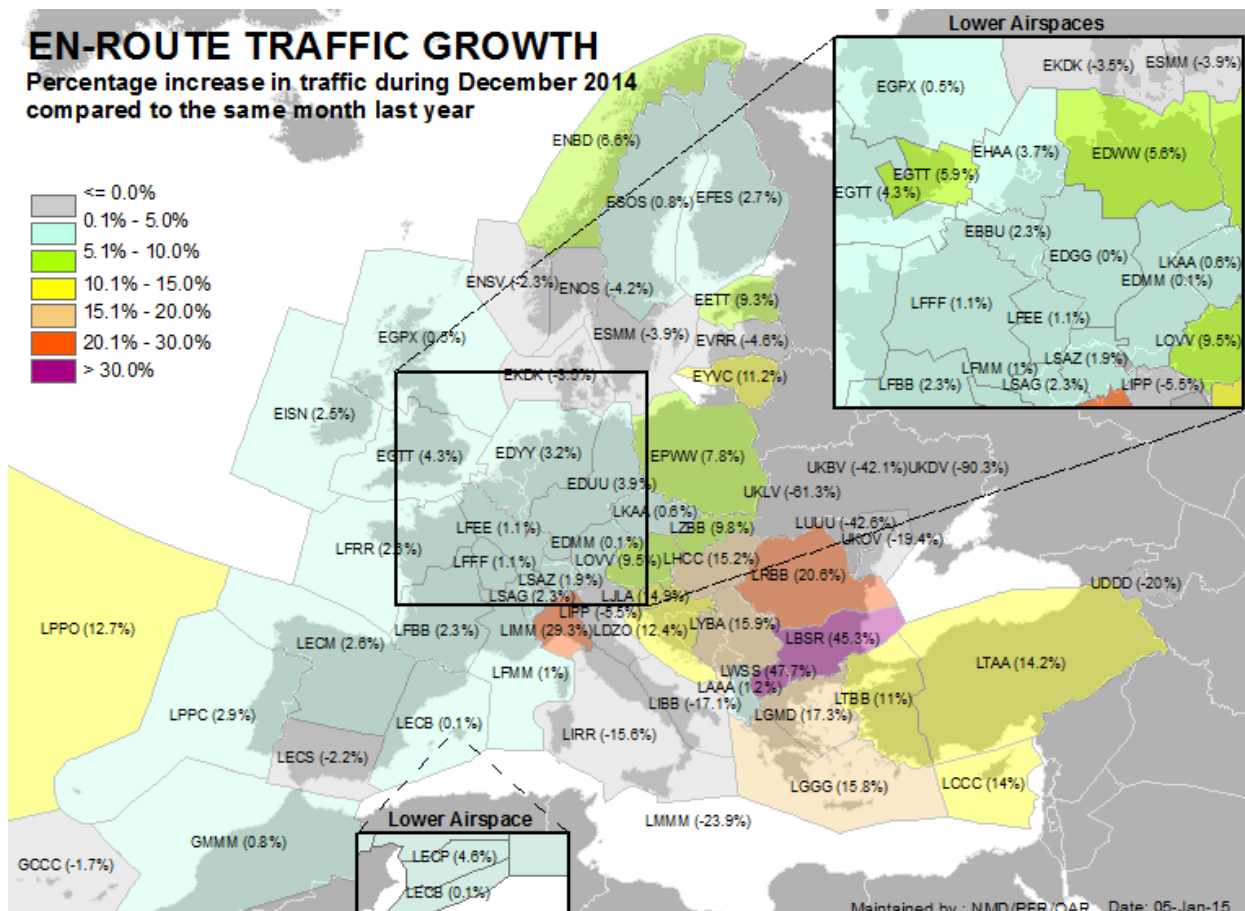 EN-ROUTE TRAFFIC GROWTH
Percentage increase in traffic during December 2014
compared to the same month last year
<= 0.0%
0.1% - 5.0%
5.1% - 10.0%
10.1% - 15.0%
15.1% - 20.0%
20.1% - 30.0%
> 30.0%
Lower Airspaces
EKDK (-3.5%)
ESMM (-3.9%)
EGPX (0.5%)
EHAA (3.7%)
EDWW (5.6%)
EGTT (5.9%)
EGTT (4.3%)
EBBU (2.3%)
EDGG (0%)
LKAA (0.6%)
EDMM (0.1%)
LFFF (1.1%)
LFEE (1.1%)
LOVV (9.5%)
LSAZ (1.9%)
LFMM (1%)
LFBB (2.3%)
LSAG (2.3%)
LIPP (-5.5%)
ENBD (6.6%)
ESOS (0.8%)
EFES (2.7%)
ENSV (-2.3%)
ENOS (-4.2%)
EETT (9.3%)
ESMM (-3.9%)
EVRR (-4.6%)
EGPX (0.5%)
EKDK (-3.5%)
EYVC (11.2%)
EISN (2.5%)
EGTT (4.3%)
EDYY (3.2%)
EPWW (7.8%)
EDUU (3.9%)
UKBV (-42.1%)
UKDV (-90.3%)
UKLV (-61.3%)
LKAA (0.6%)
LZBB (9.8%)
LUUU (-42.6%)
UKOV (-19.4%)
LFEE (1.1%)
EDMM (0.1%)
LFRR (2.3%)
LFFF (1.1%)
LOVV (9.5%)
LHCC (15.2%)
LRBB (20.6%)
LSAZ (1.9%)
LSAG (2.3%)
LJLA (14.9%)
UDDD (-20%)
LIPP (-5.5%)
LPPO (12.7%)
LFBB (2.3%)
LIMM (29.3%)
LDZO (12.4%)
LYBA (15.9%)
LBSR (45.3%)
LECM (2.6%)
LFMM (1%)
LWSS (47.7%)
LAAA (1.2%)
LTAA (14.2%)
LTBB (11%)
LIBB (-17.1%)
LGMD (17.3%)
LPPC (2.9%)
LECB (0.1%)
LIRR (-15.6%)
LECS (-2.2%)
LGGG (15.8%)
LCCC (14%)
LMMM (-23.9%)
GMMM (0.8%)
GCCC (-1.7%)
Lower Airspace
LECP (4.6%)
LECB (0.1%)
Maintained by : NMD/PFR/OAR Date: 05-Jan-15